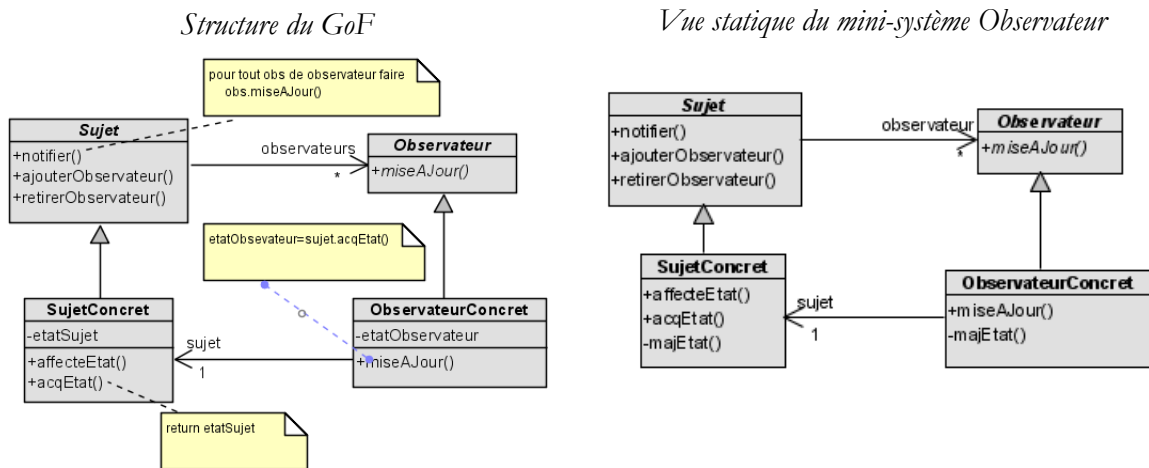 Structure du GoF
pour tout obs de observateur faire
obs.miseAJour()
Sujet
+notifier()
+ajouterObservateur()
+retirerObservateur()
observateurs
*
Observateur
+miseAJour()
etatObsevateur=sujet.acqEtat()
SujetConcret
-etatSujet
+affecteEtat()
+acqEtat()
sujet
1
ObservateurConcret
-etatObservateur
+miseAJour()
return etatSujet
Vue statique du mini-système Observateur
Sujet
+notifier()
+ajouterObservateur()
+retirerObservateur()
observateur
*
Observateur
+miseAJour()
SujetConcret
+affecteEtat()
+acqEtat()
-majEtat()
sujet
1
ObservateurConcret
+miseAJour()
-majEtat()